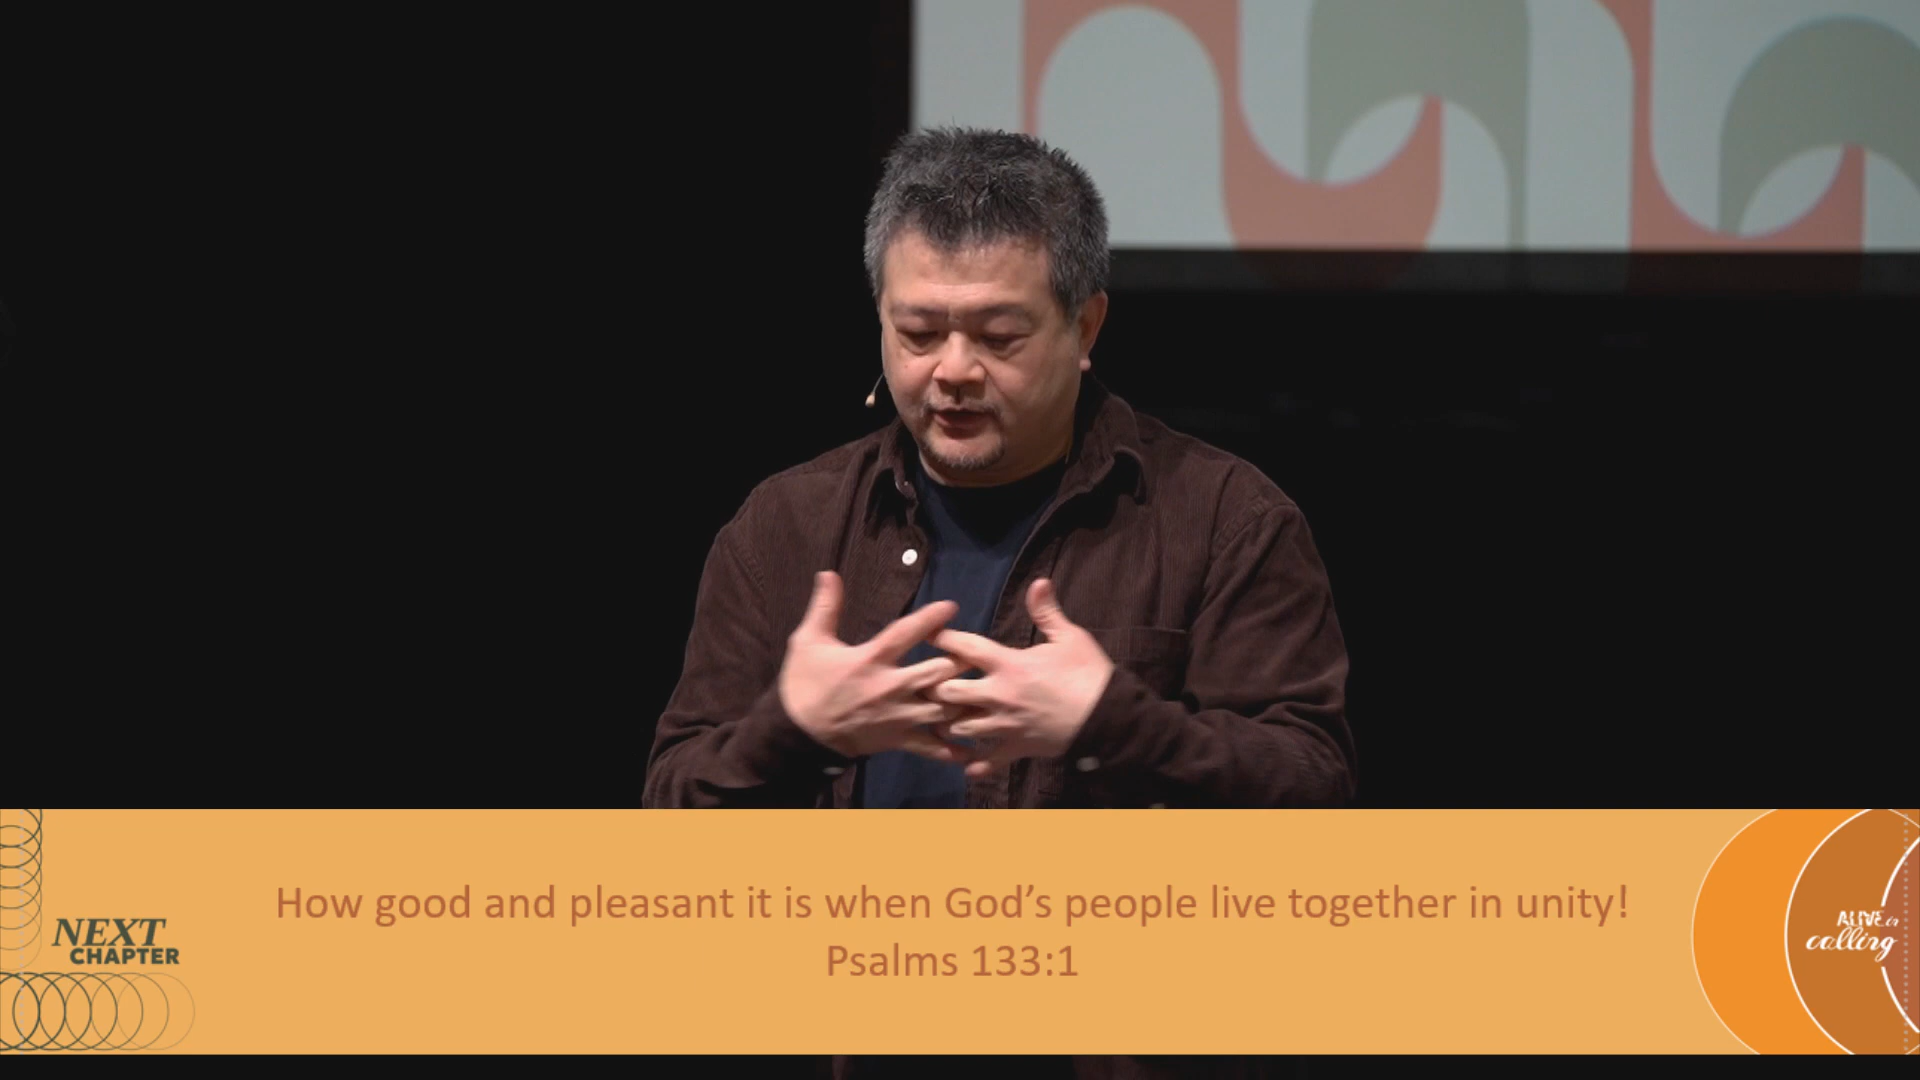 How good and pleasant it is when God’s people live together in unity!
Psalms 133:1
NEXT
CHAPTER
ALIVE in
calling